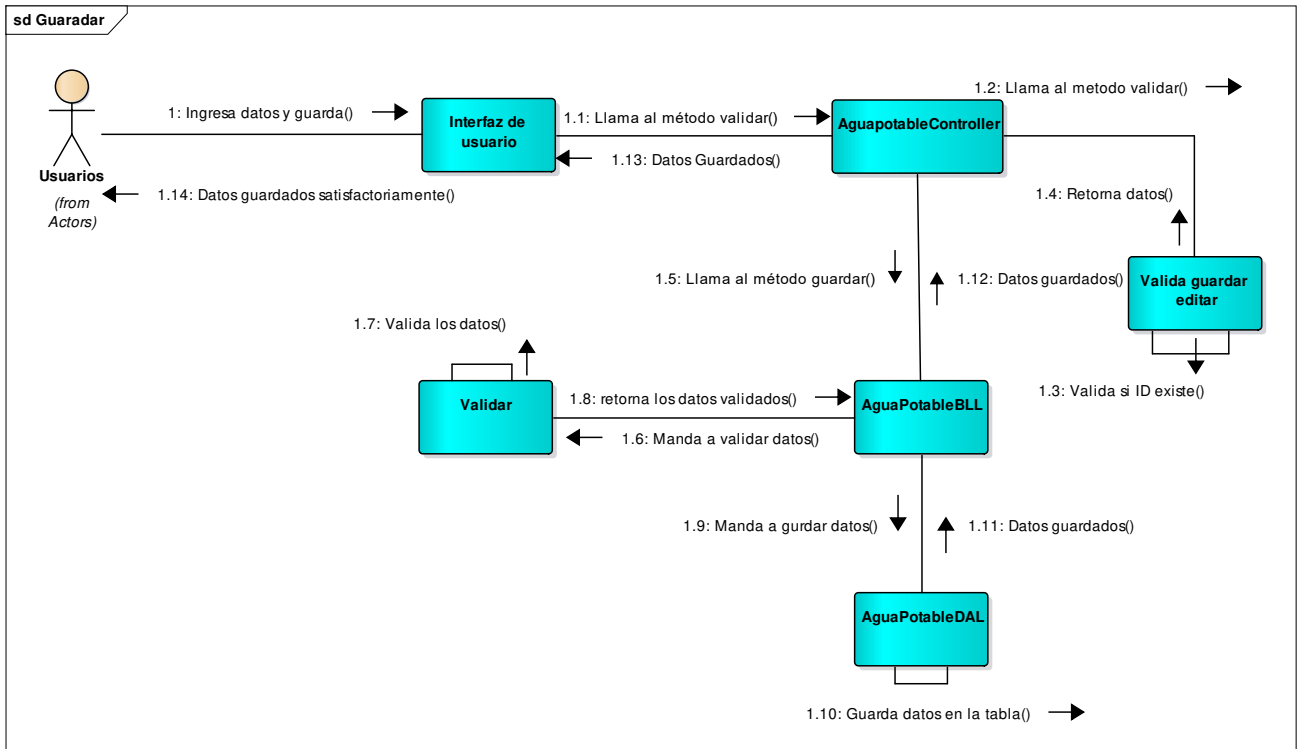 sd Guaradar
1.2: Llama al metodo validar()
1: Ingresa datos y guarda()
Interfaz de
usuario
1.1: Llama al método validar()
AguapotableController
1.13: Datos Guardados()
Usuarios
(from
Actors)
1.14: Datos guardados satisfactoriamente()
1.4: Retorna datos()
1.5: Llama al método guardar()
1.12: Datos guardados()
Valida guardar
editar
1.7: Valida los datos()
1.3: Valida si ID existe()
Validar
1.8: retorna los datos validados()
AguaPotableBLL
1.6: Manda a validar datos()
1.9: Manda a gurdar datos()
1.11: Datos guardados()
AguaPotableDAL
1.10: Guarda datos en la tabla()